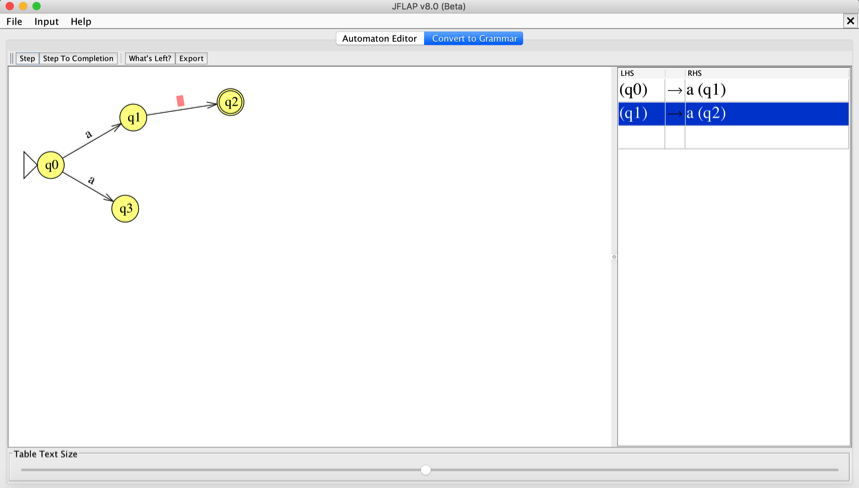 JFLAP v8.0 (Beta)
File Input Help
Automaton Editor Convert to Grammar
Step Step To Completion What's Left? Export
LHS RHS
(q0) → a (q1)
(q1) → a (q2)
q2
q1
a
q0
a
q3
Table Text Size